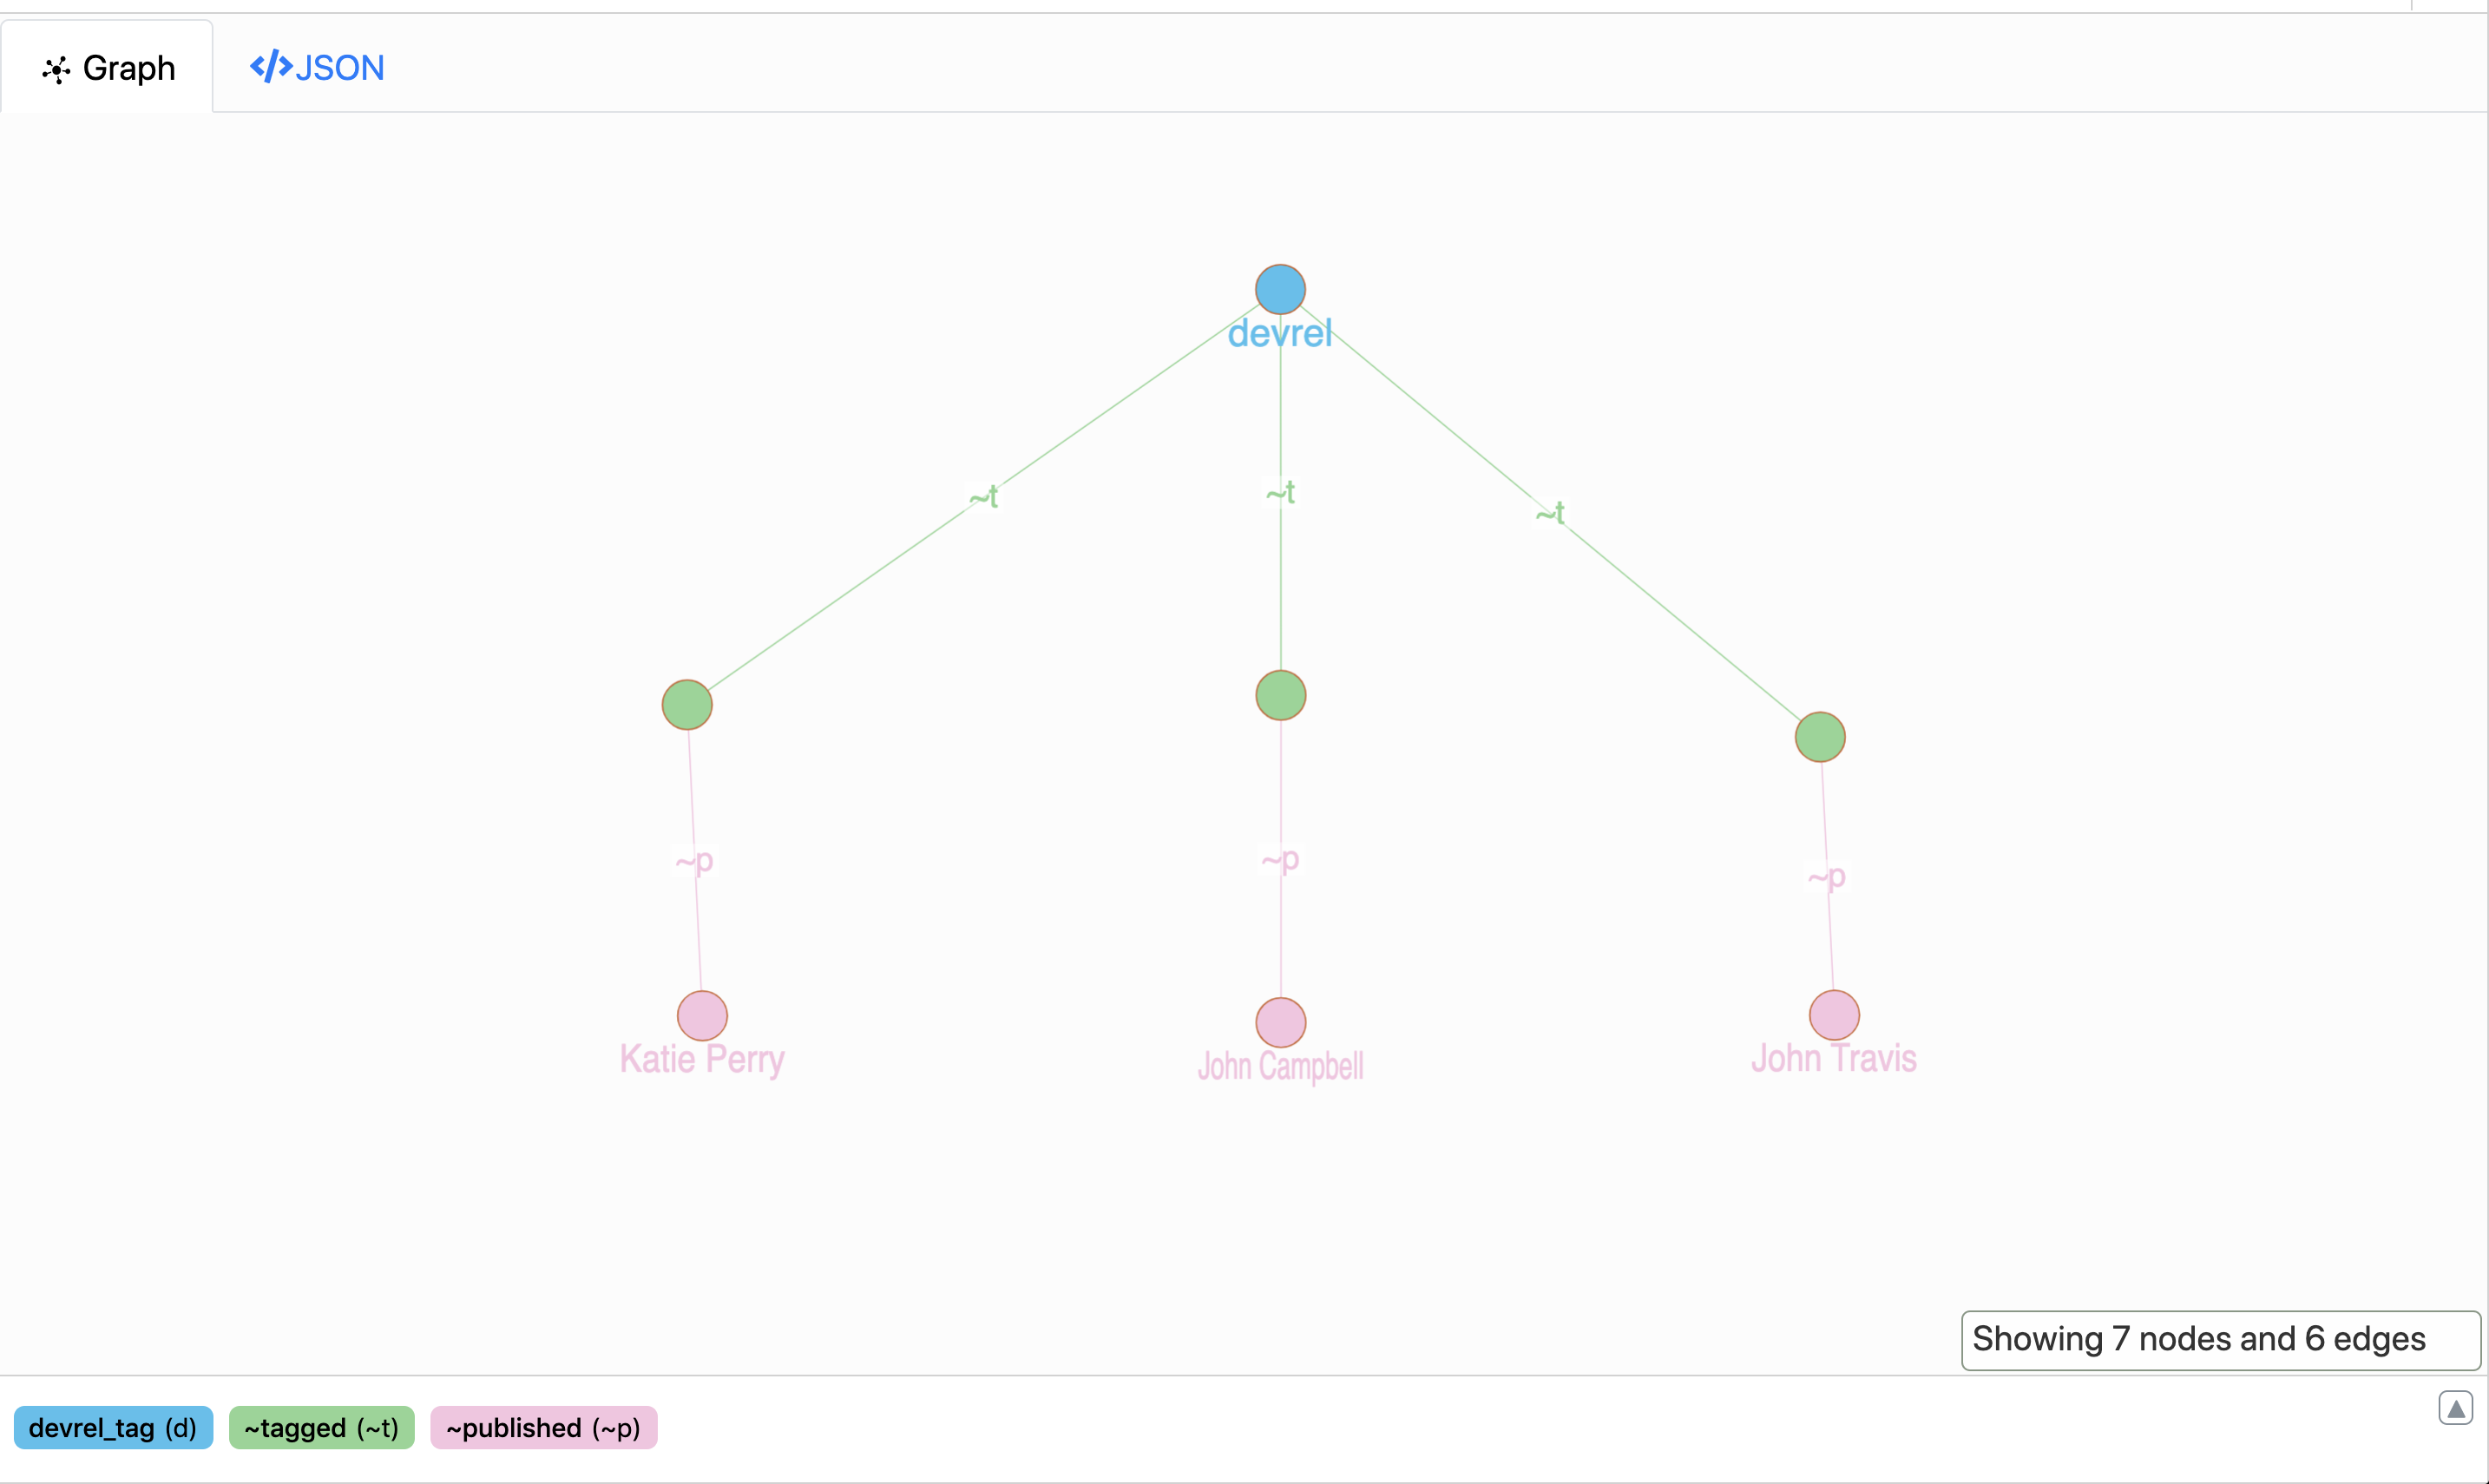 Graph
</>JSON
devrel
~t
~t
~t
~p
~p
~p
Katie Perry
John Campbell
John Travis
Showing 7 nodes and 6 edges
devrel_tag (d)
~tagged (~t)
~published (~p)